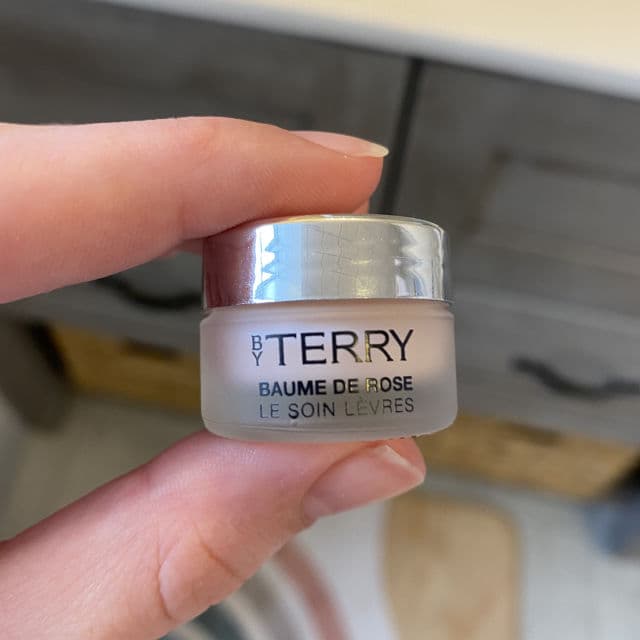 BY TERRY
BAUME DE ROSE
LE SOIN LÈVRES